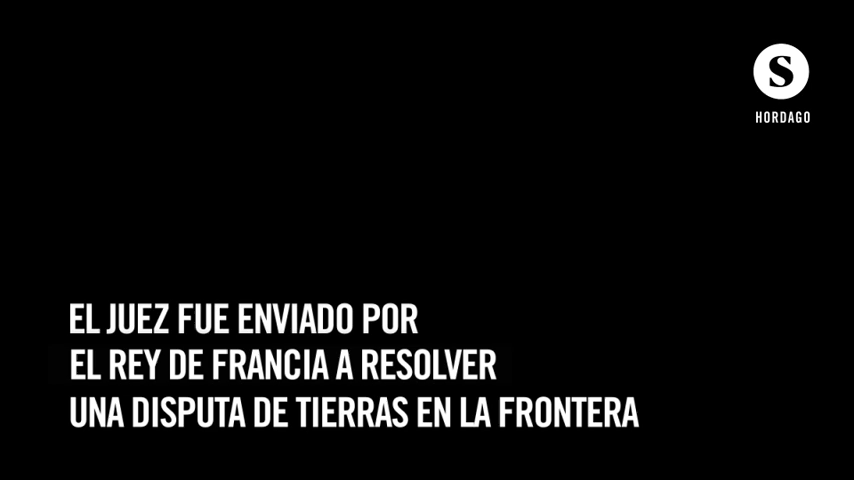 S
HORDAGO
EL JUEZ FUE ENVIADO POR
EL REY DE FRANCIA A RESOLVER
UNA DISPUTA DE TIERRAS EN LA FRONTERA